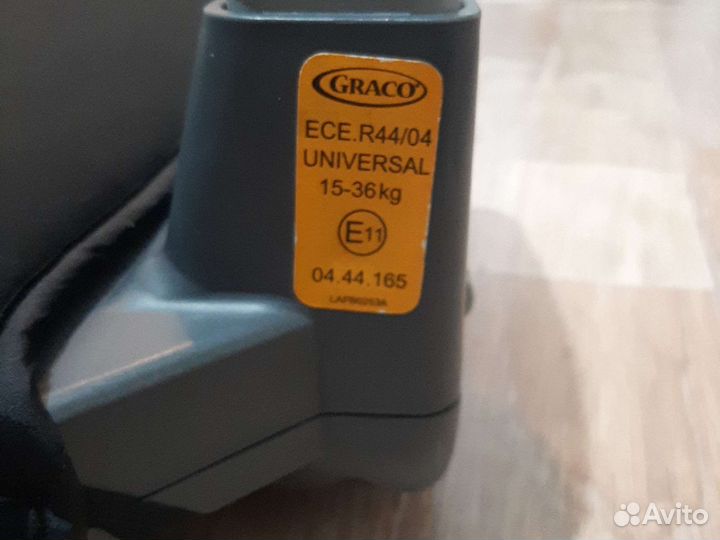 GRACO
ECE.R44/04
UNIVERSAL
15-36kg
E11
04.44.165
Avito